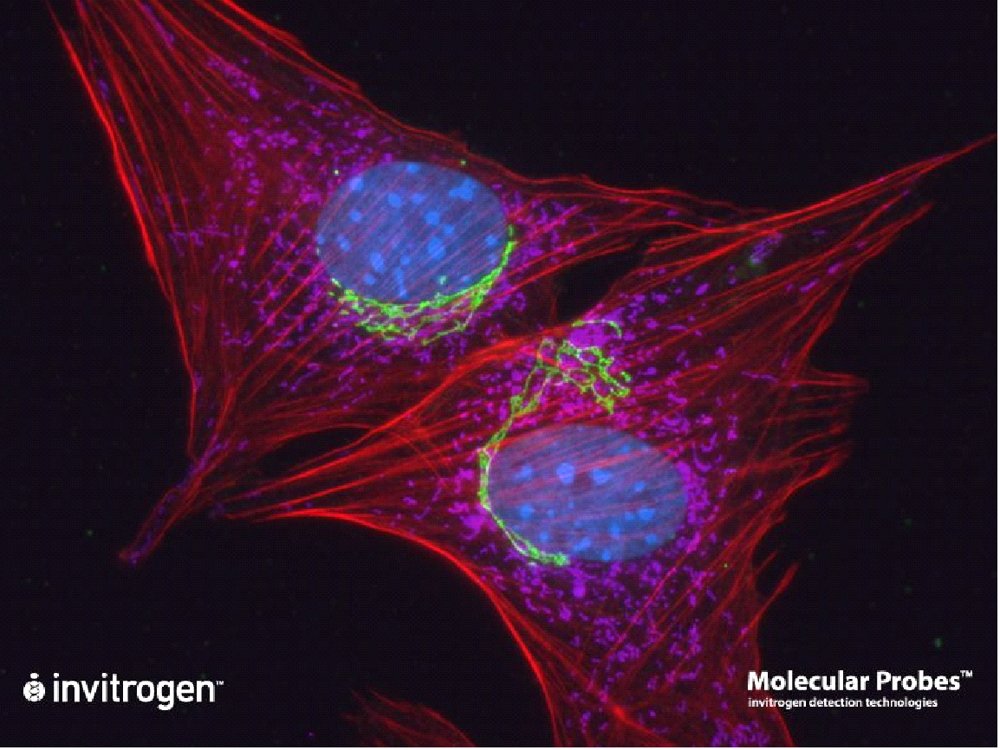 invitrogen™
Molecular Probes™
invitrogen detection technologies